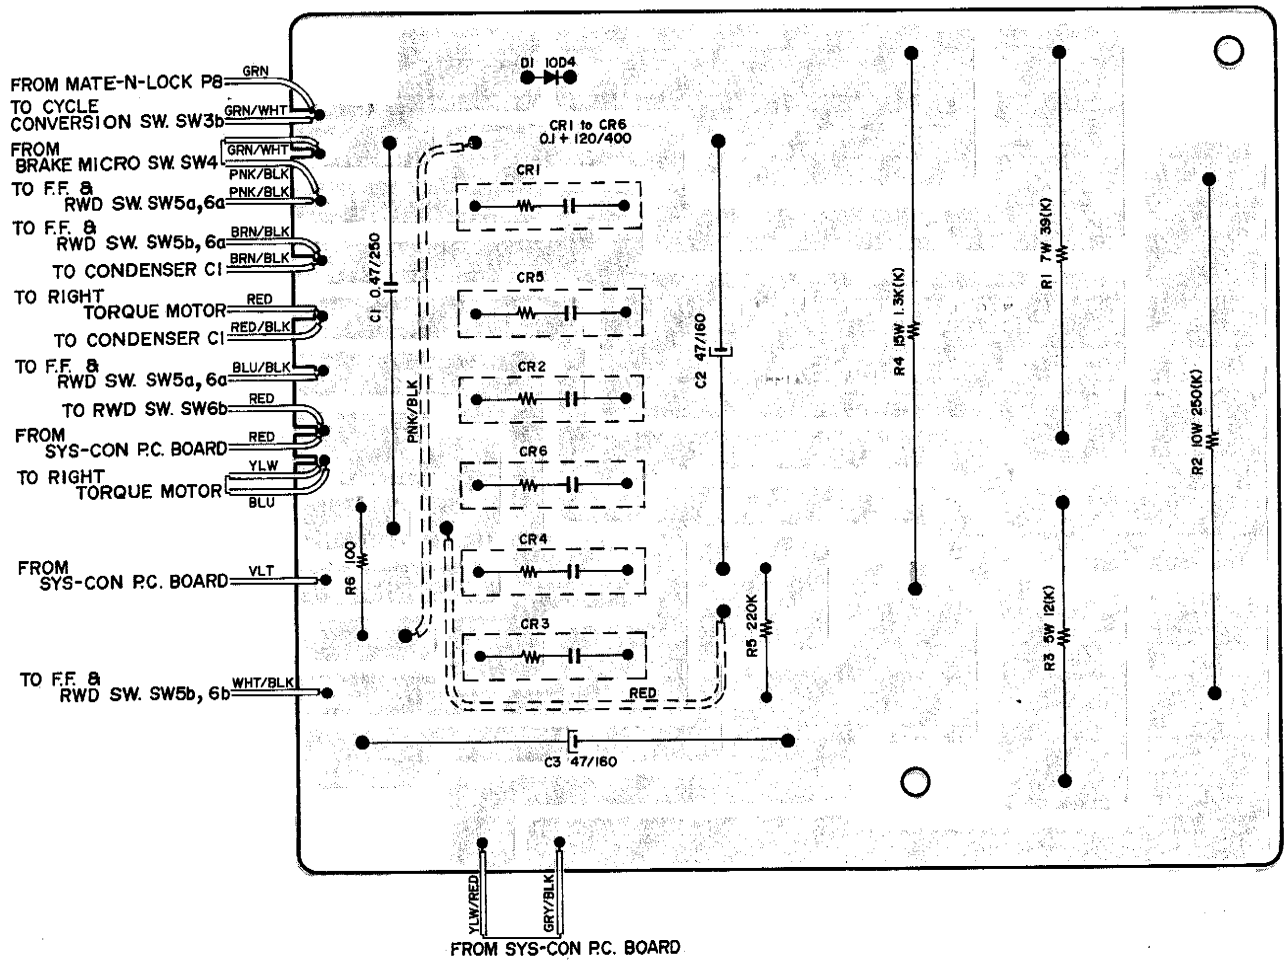 FROM MATE-N-LOCK P8
GRN
TO CYCLE
CONVERSION SW. SW3b
GRN/WHT
FROM
BRAKE MICRO SW. SW4
GRN/WHT
PNK/BLK
TO F.F. &
RWD SW. SW5a, 6a
PNK/BLK
TO F.F. &
RWD SW. SW5b, 6a
BRN/BLK
TO CONDENSER C1
BRN/BLK
TO RIGHT
TORQUE MOTOR
RED
TO CONDENSER C1
RED/BLK
TO F.F. &
RWD SW. SW5a, 6a
BLU/BLK
TO RWD SW. SW6b
RED
FROM
SYS-CON P.C. BOARD
RED
TO RIGHT
TORQUE MOTOR
YLW
BLU
FROM
SYS-CON P.C. BOARD
VLT
TO F.F. &
RWD SW. SW5b, 6b
WHT/BLK
D1 10D4
CR1 to CR6
0.1 + 120/400
CR1
CR5
CR2
CR6
CR4
CR3
C1 0.47/250
PNK/BLK
R6 100
RED
C2 47/160
R5 220K
C3 47/160
R4 15W 1.3K(K)
R1 7W 39(K)
R3 5W 12(K)
R2 10W 250(K)
YLW/RED
GRY/BLK
FROM SYS-CON P.C. BOARD